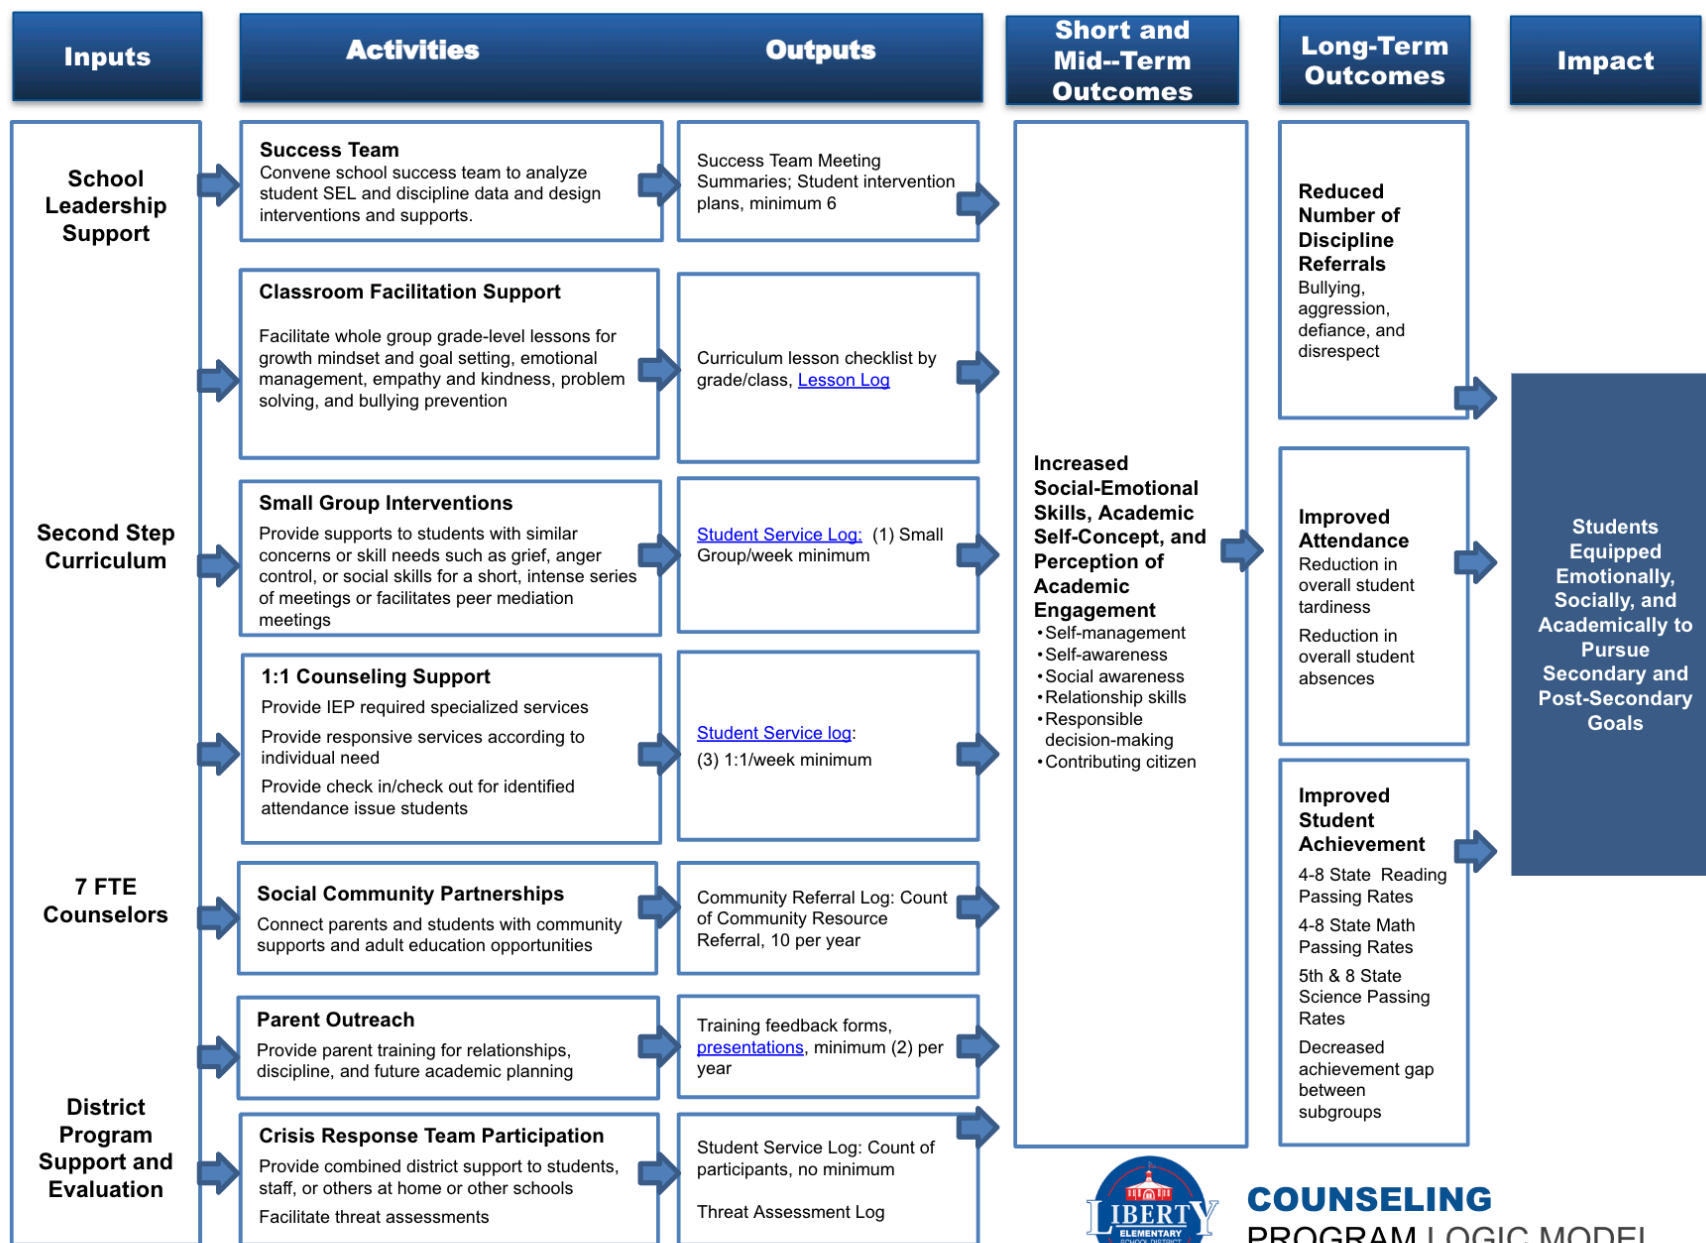 Inputs
Activities
Outputs
Short and
Mid--Term
Outcomes
Long-Term
Outcomes
Impact
School
Leadership
Support
Second Step
Curriculum
7 FTE
Counselors
District
Program
Support and
Evaluation
Success Team
Convene school success team to analyze
student SEL and discipline data and design
interventions and supports.
Success Team Meeting
Summaries; Student intervention
plans, minimum 6
Classroom Facilitation Support
Facilitate whole group grade-level lessons for
growth mindset and goal setting, emotional
management, empathy and kindness, problem
solving, and bullying prevention
Curriculum lesson checklist by
grade/class, Lesson Log
Small Group Interventions
Provide supports to students with similar
concerns or skill needs such as grief, anger
control, or social skills for a short, intense series
of meetings or facilitates peer mediation
meetings
Student Service Log: (1) Small
Group/week minimum
1:1 Counseling Support
Provide IEP required specialized services
Provide responsive services according to
individual need
Provide check in/check out for identified
attendance issue students
Student Service log:
(3) 1:1/week minimum
Social Community Partnerships
Connect parents and students with community
supports and adult education opportunities
Community Referral Log: Count
of Community Resource
Referral, 10 per year
Parent Outreach
Provide parent training for relationships,
discipline, and future academic planning
Training feedback forms,
presentations, minimum (2) per
year
Crisis Response Team Participation
Provide combined district support to students,
staff, or others at home or other schools
Facilitate threat assessments
Student Service Log: Count of
participants, no minimum
Threat Assessment Log
Increased
Social-Emotional
Skills, Academic
Self-Concept, and
Perception of
Academic
Engagement
•Self-management
•Self-awareness
•Social awareness
•Relationship skills
•Responsible
decision-making
•Contributing citizen
Reduced
Number of
Discipline
Referrals
Bullying,
aggression,
defiance, and
disrespect
Improved
Attendance
Reduction in
overall student
tardiness
Reduction in
overall student
absences
Improved
Student
Achievement
4-8 State Reading
Passing Rates
4-8 State Math
Passing Rates
5th & 8 State
Science Passing
Rates
Decreased
achievement gap
between
subgroups
Students
Equipped
Emotionally,
Socially, and
Academically to
Pursue
Secondary and
Post-Secondary
Goals
LIBERTY
ELEMENTARY
SCHOOL DISTRICT
COUNSELING
PROGRAM LOGIC MODEL